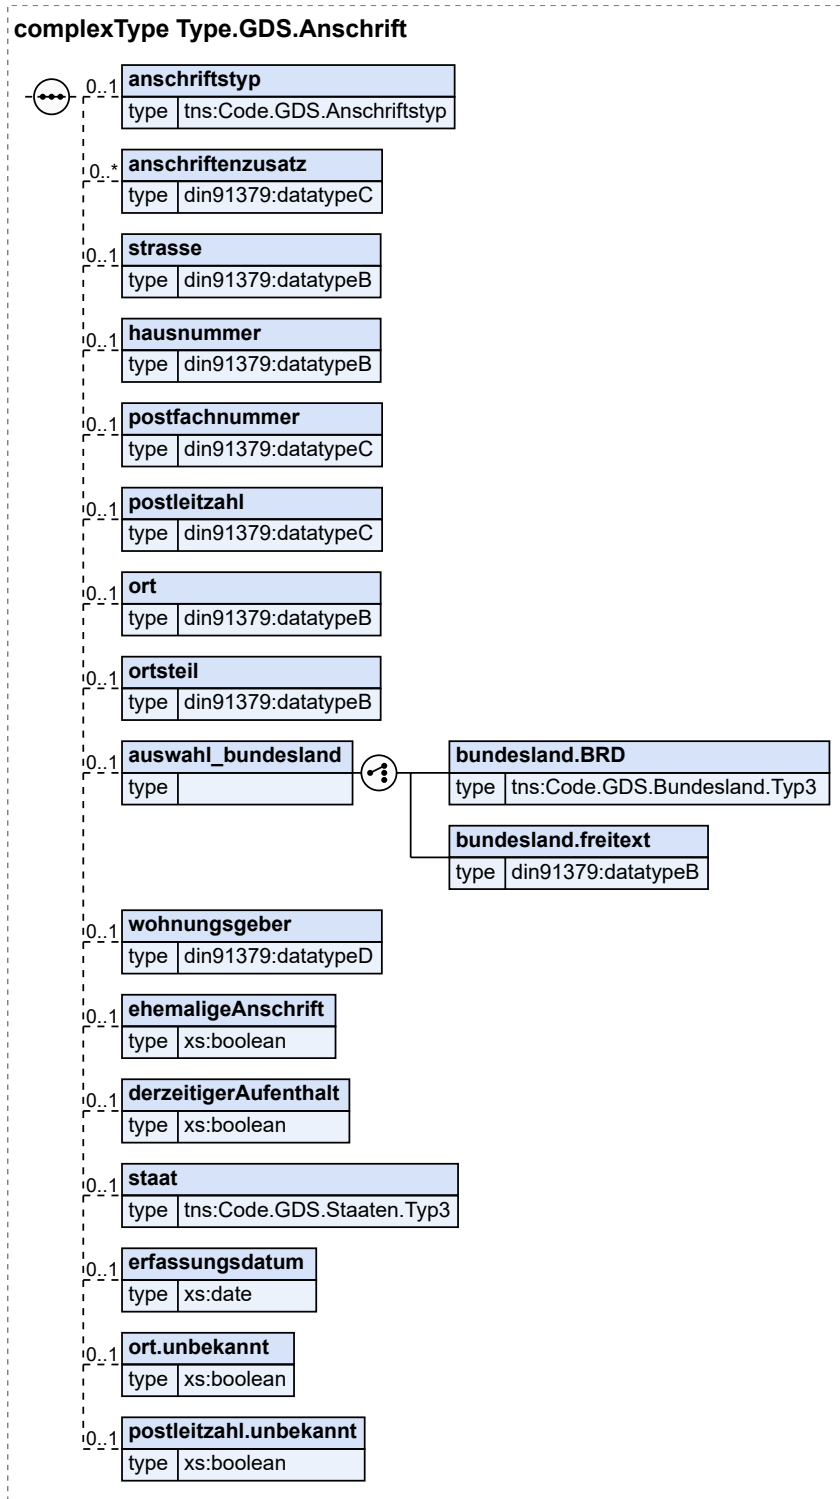 complexType Type.GDS.Anschrift
0..1 anschriftstyp
type tns:Code.GDS.Anschriftstyp
0..* anschriftenzusatz
type din91379:datatypeC
0..1 strasse
type din91379:datatypeB
0..1 hausnummer
type din91379:datatypeB
0..1 postfachnummer
type din91379:datatypeC
0..1 postleitzahl
type din91379:datatypeC
0..1 ort
type din91379:datatypeB
0..1 ortsteil
type din91379:datatypeB
0..1 auswahl_bundesland
type
bundesland.BRD
type tns:Code.GDS.Bundesland.Typ3
bundesland.freitext
type din91379:datatypeB
0..1 wohnungsgeber
type din91379:datatypeD
0..1 ehemaligeAnschrift
type xs:boolean
0..1 derzeitigerAufenthalt
type xs:boolean
0..1 staat
type tns:Code.GDS.Staaten.Typ3
0..1 erfassungsdatum
type xs:date
0..1 ort.unbekannt
type xs:boolean
0..1 postleitzahl.unbekannt
type xs:boolean